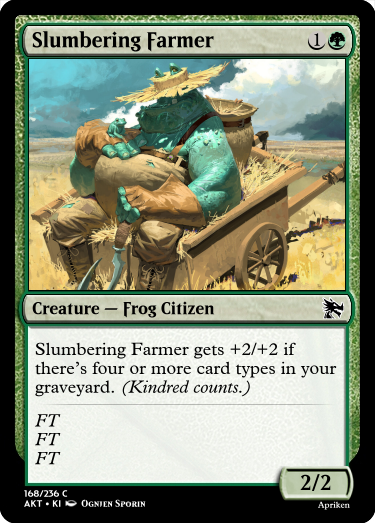 Slumbering Farmer 1
Creature — Frog Citizen
Slumbering Farmer gets +2/+2 if
there's four or more card types in your
graveyard. (Kindred counts.)
FT
FT
FT
2/2
168/236 C
AKT • KI Ognjen Sporin
Apriken